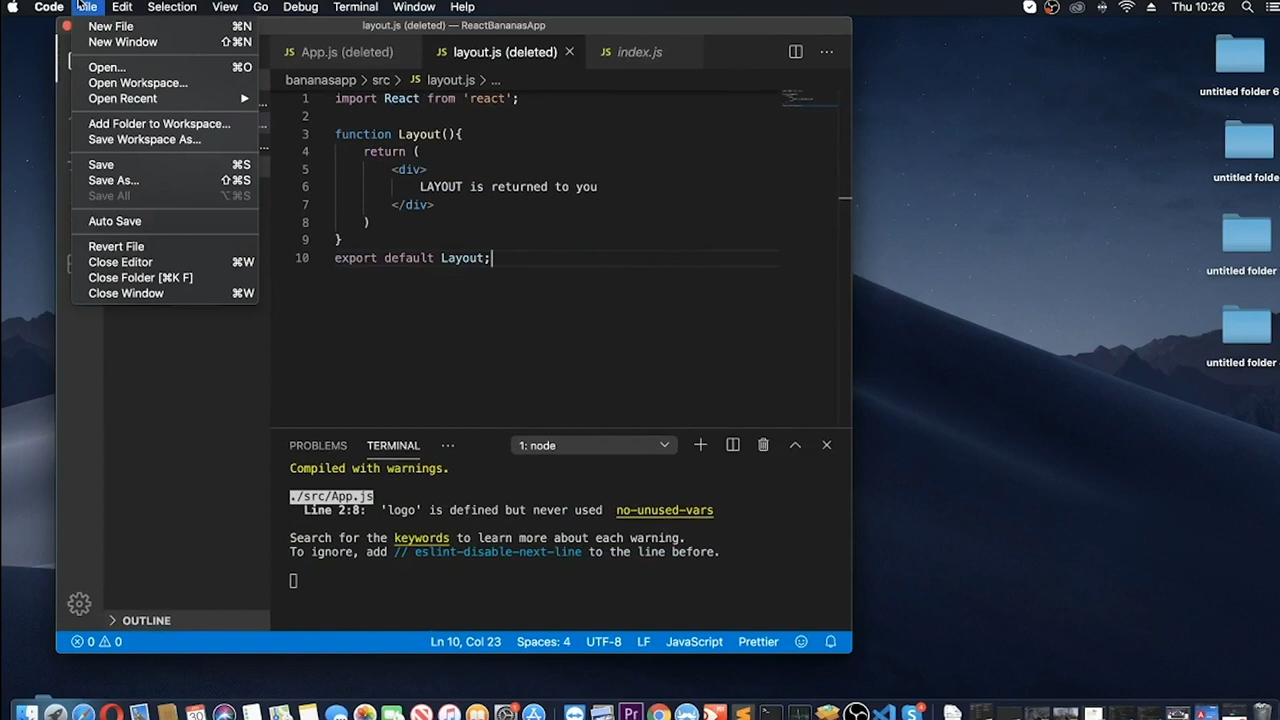 Code File Edit Selection View Go Debug Terminal Window Help Thu 10:26
layout.js (deleted) — ReactBananasApp
New File ⌘N
New Window ⇧⌘N
Open... ⌘O
Open Workspace...
Open Recent
Add Folder to Workspace...
Save Workspace As...
Save ⌘S
Save As... ⇧⌘S
Save All ⌥⌘S
Auto Save
Revert File
Close Editor ⌘W
Close Folder [⌘K F]
Close Window ⌘W
App.js (deleted) layout.js (deleted) index.js
JS JS JS
bananasapp > src > JS layout.js > ...
1 import React from 'react';
2
3 function Layout(){
4 return (
5 <div>
6 LAYOUT is returned to you
7 </div>
8 )
9 }
10 export default Layout;
PROBLEMS TERMINAL ... 1: node
Compiled with warnings.
./src/App.js
Line 2:8: 'logo' is defined but never used no-unused-vars
Search for the keywords to learn more about each warning.
To ignore, add // eslint-disable-next-line to the line before.
OUTLINE
0 0 Ln 10, Col 23 Spaces: 4 UTF-8 LF JavaScript Prettier
untitled folder 6
untitled folder
untitled folder
untitled folder
30
Pr